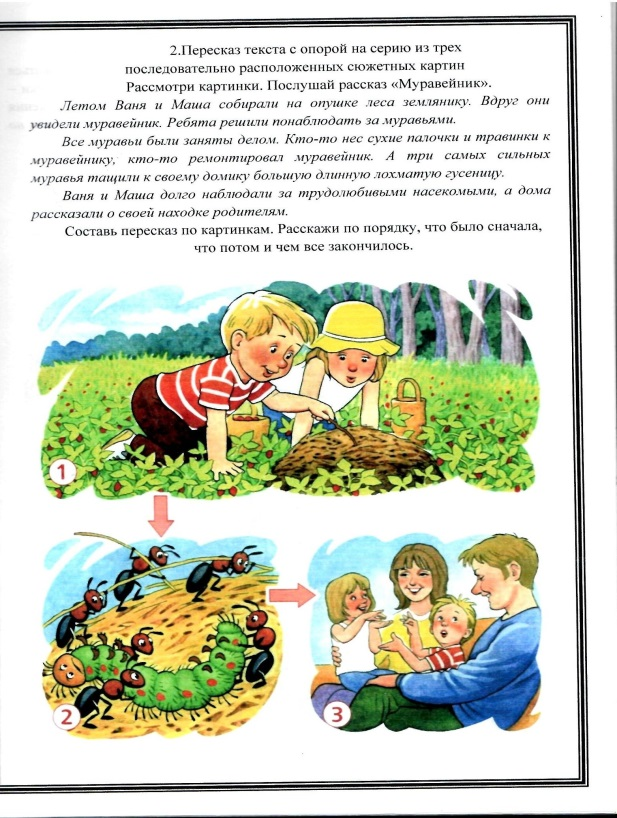 2.Пересказ текста с опорой на серию из трех
последовательно расположенных сюжетных картин
Рассмотри картинки. Послушай рассказ «Муравейник».
Летом Ваня и Маша собирали на опушке леса землянику. Вдруг они
увидели муравейник. Ребята решили понаблюдать за муравьями.
Все муравьи были заняты делом. Кто-то нес сухие палочки и травинки к
муравейнику, кто-то ремонтировал муравейник. А три самых сильных
муравья тащили к своему домику большую длинную лохматую гусеницу.
Ваня и Маша долго наблюдали за трудолюбивыми насекомыми, а дома
рассказали о своей находке родителям.
Составь пересказ по картинкам. Расскажи по порядку, что было сначала,
что потом и чем все закончилось.
1
2
3